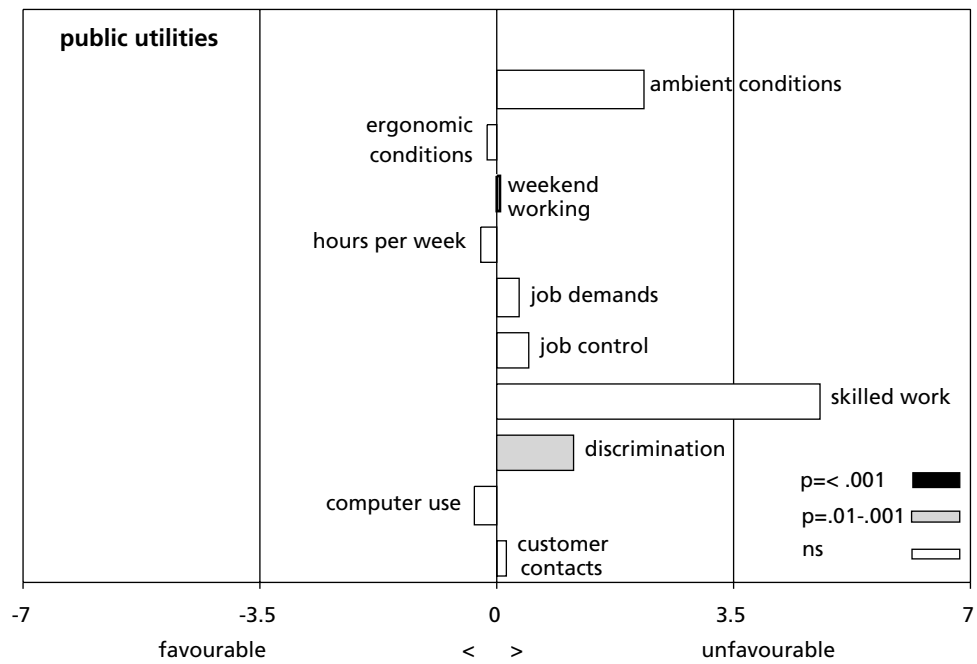 public utilities
ambient conditions
ergonomic
conditions
weekend
working
hours per week
job demands
job control
skilled work
discrimination
computer use
customer
contacts
p=< .001
p=.01-.001
ns
-7 -3.5 0 3.5 7
favourable < > unfavourable